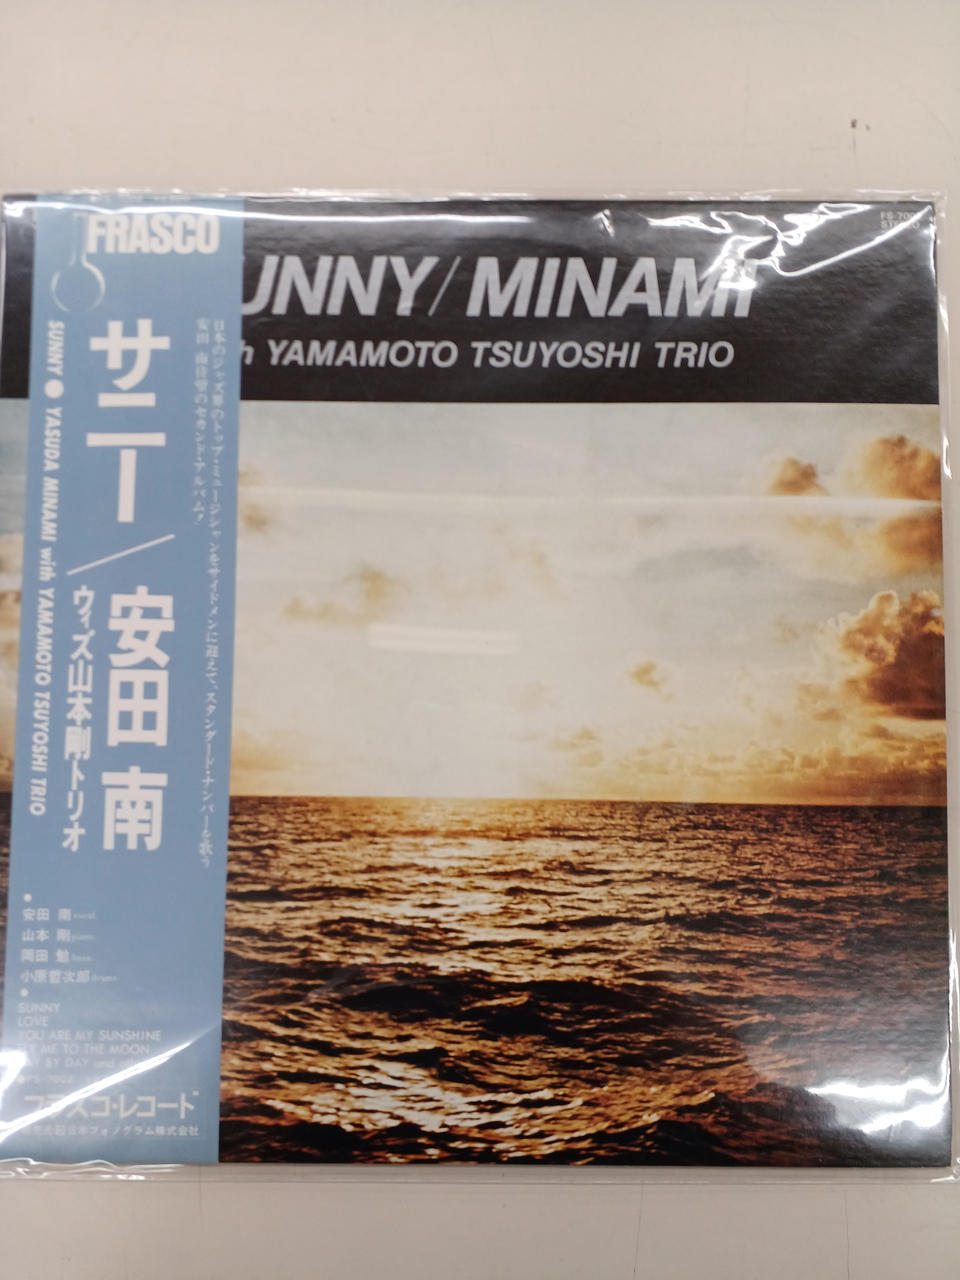 FRASCO
サニー／安田 南
ウィズ山本剛トリオ
SUNNY ● YASUDA MINAMI with YAMAMOTO TSUYOSHI TRIO
日本のジャズ界のトップ・ミュージシャンをサイドメンに迎えて、スタンダード・ナンバーを歌う
安田 南待望のセカンド・アルバム！
●
安田 南 vocal
山本 剛 piano
岡田 勉 bass
小原哲次郎 drums
●
SUNNY
LOVE
YOU ARE MY SUNSHINE
ME TO THE MOON
BY DAY
フラスコ・レコード
日本フォノグラム株式会社
UNNY/MINAMI
h YAMAMOTO TSUYOSHI TRIO
STEREO